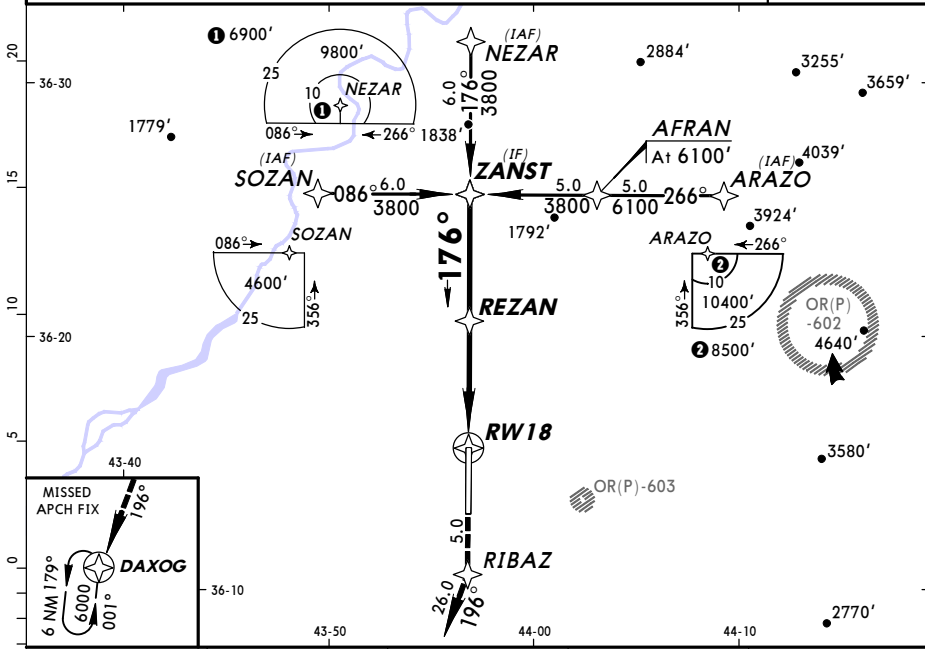 20
36-30
❶ 6900'
9800'
25
10
❶
NEZAR
086°
266°
1779'
(IAF)
NEZAR
6.0
176°
3800
1838'
2884'
3255'
3659'
4039'
AFRAN
At 6100'
15
(IAF)
SOZAN
086°
6.0
3800
(IF)
ZANST
5.0
3800
5.0
6100
266°
(IAF)
ARAZO
3924'
1792'
086°
SOZAN
4600'
25
356°
176°
ARAZO
266°
❷
10
10400'
25
356°
❷ 8500'
OR(P)
-602
4640'
10
36-20
REZAN
5
RW18
3580'
OR(P)-603
43-40
MISSED
APCH FIX
196°
DAXOG
6 NM 179°
6000
001°
0
36-10
5.0
RIBAZ
26.0
196°
2770'
43-50
44-00
44-10